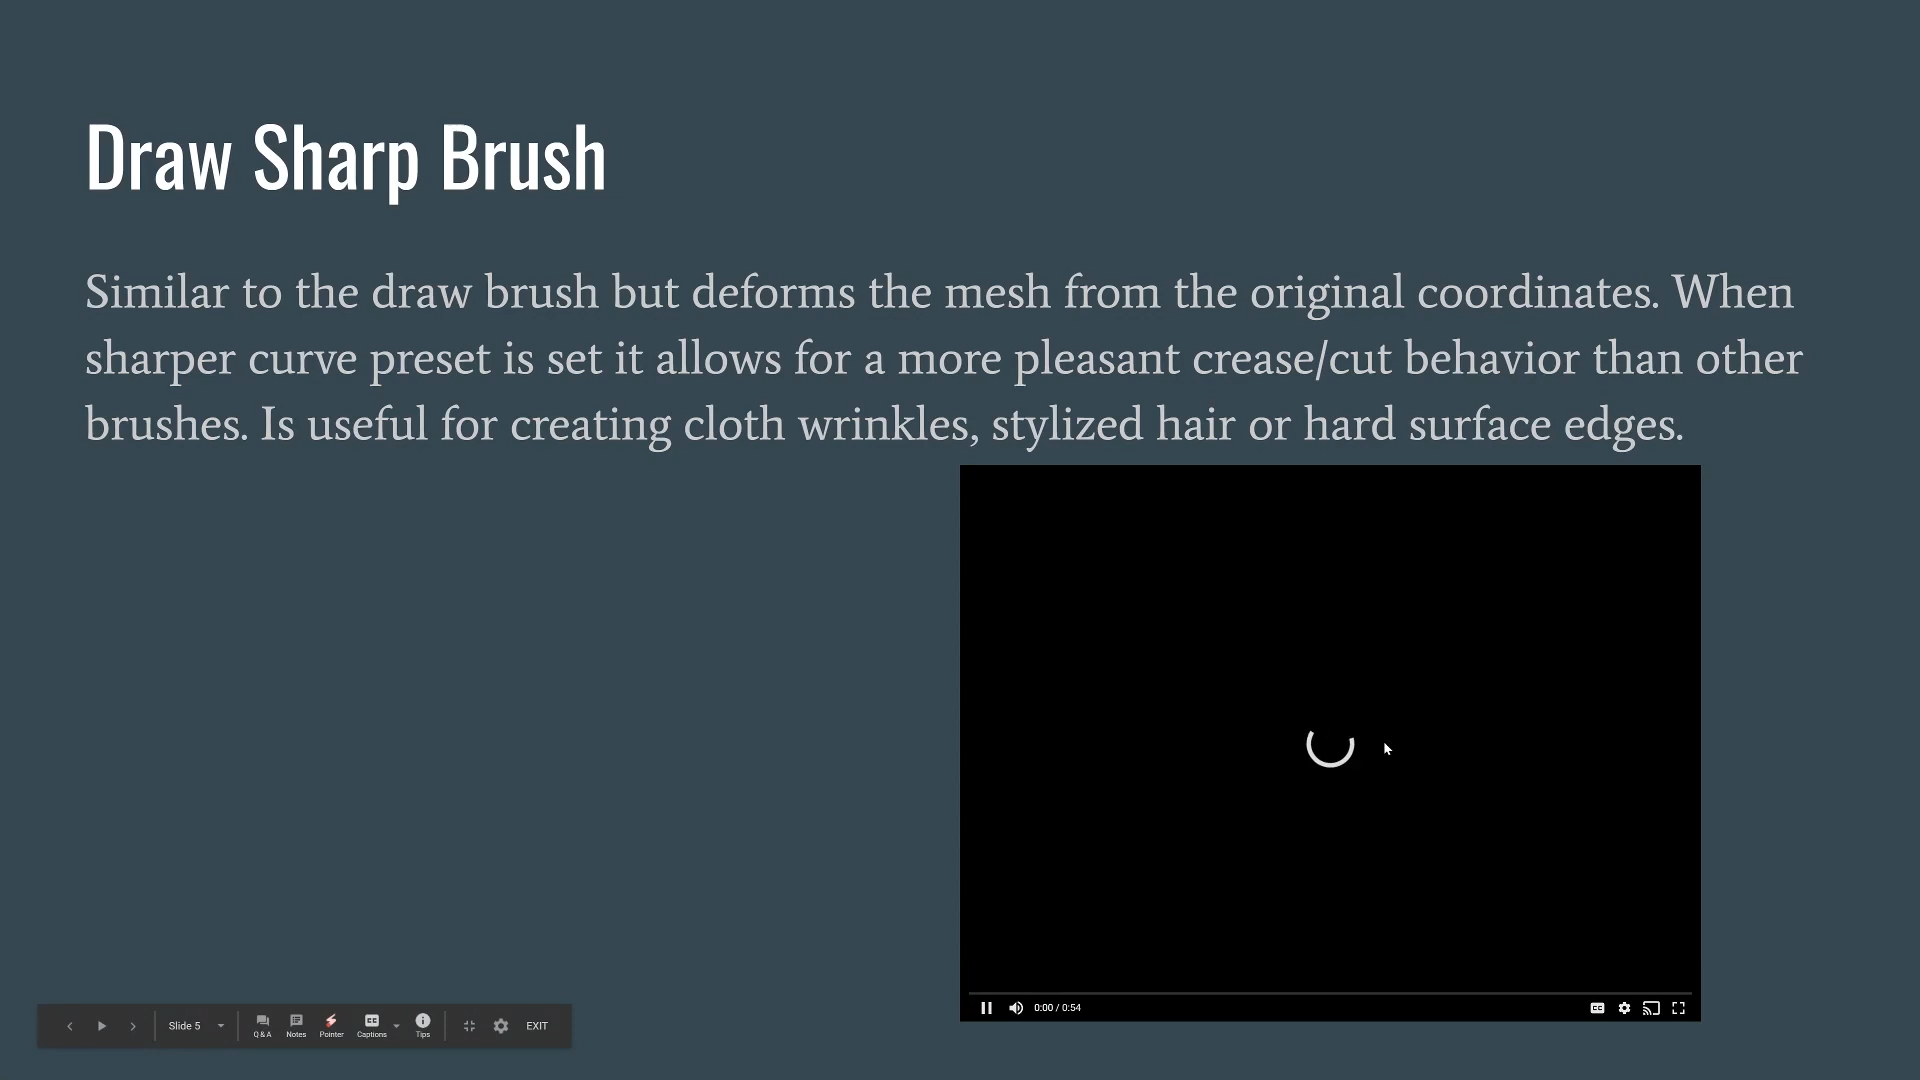 Draw Sharp Brush
Similar to the draw brush but deforms the mesh from the original coordinates. When
sharper curve preset is set it allows for a more pleasant crease/cut behavior than other
brushes. Is useful for creating cloth wrinkles, stylized hair or hard surface edges.
0:00 / 0:54
CC
Slide 5
Q&A
Notes
Pointer
CC
Captions
Tips
EXIT